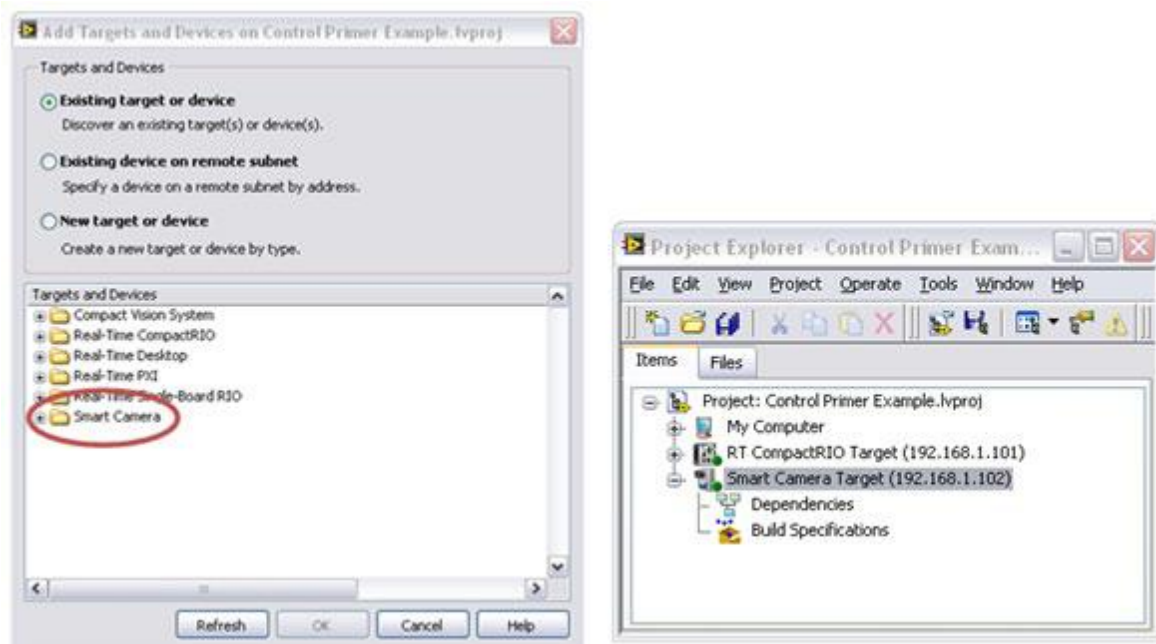 Add Targets and Devices on Control Primer Example.lvproj
Targets and Devices
Existing target or device
Discover an existing target(s) or device(s).
Existing device on remote subnet
Specify a device on a remote subnet by address.
New target or device
Create a new target or device by type.
Targets and Devices
Compact Vision System
Real-Time CompactRIO
Real-Time Desktop
Real-Time PXI
Real-Time Single-Board RIO
Smart Camera
Refresh OK Cancel Help
Project Explorer - Control Primer Exam...
File Edit View Project Operate Tools Window Help
Items Files
Project: Control Primer Example.lvproj
My Computer
RT CompactRIO Target (192.168.1.101)
Smart Camera Target (192.168.1.102)
Dependencies
Build Specifications